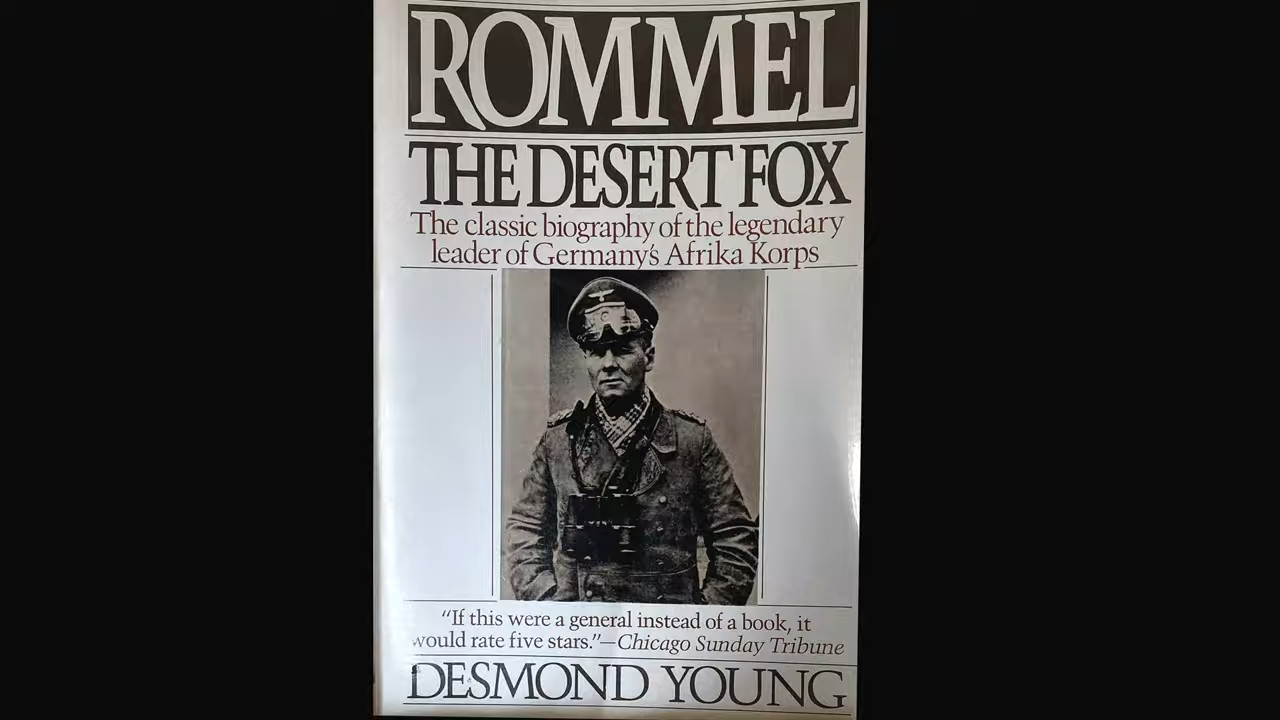 ROMMEL
THE DESERT FOX
The classic biography of the legendary
leader of Germany's Afrika Korps
“If this were a general instead of a book, it
would rate five stars.”—Chicago Sunday Tribune
DESMOND YOUNG